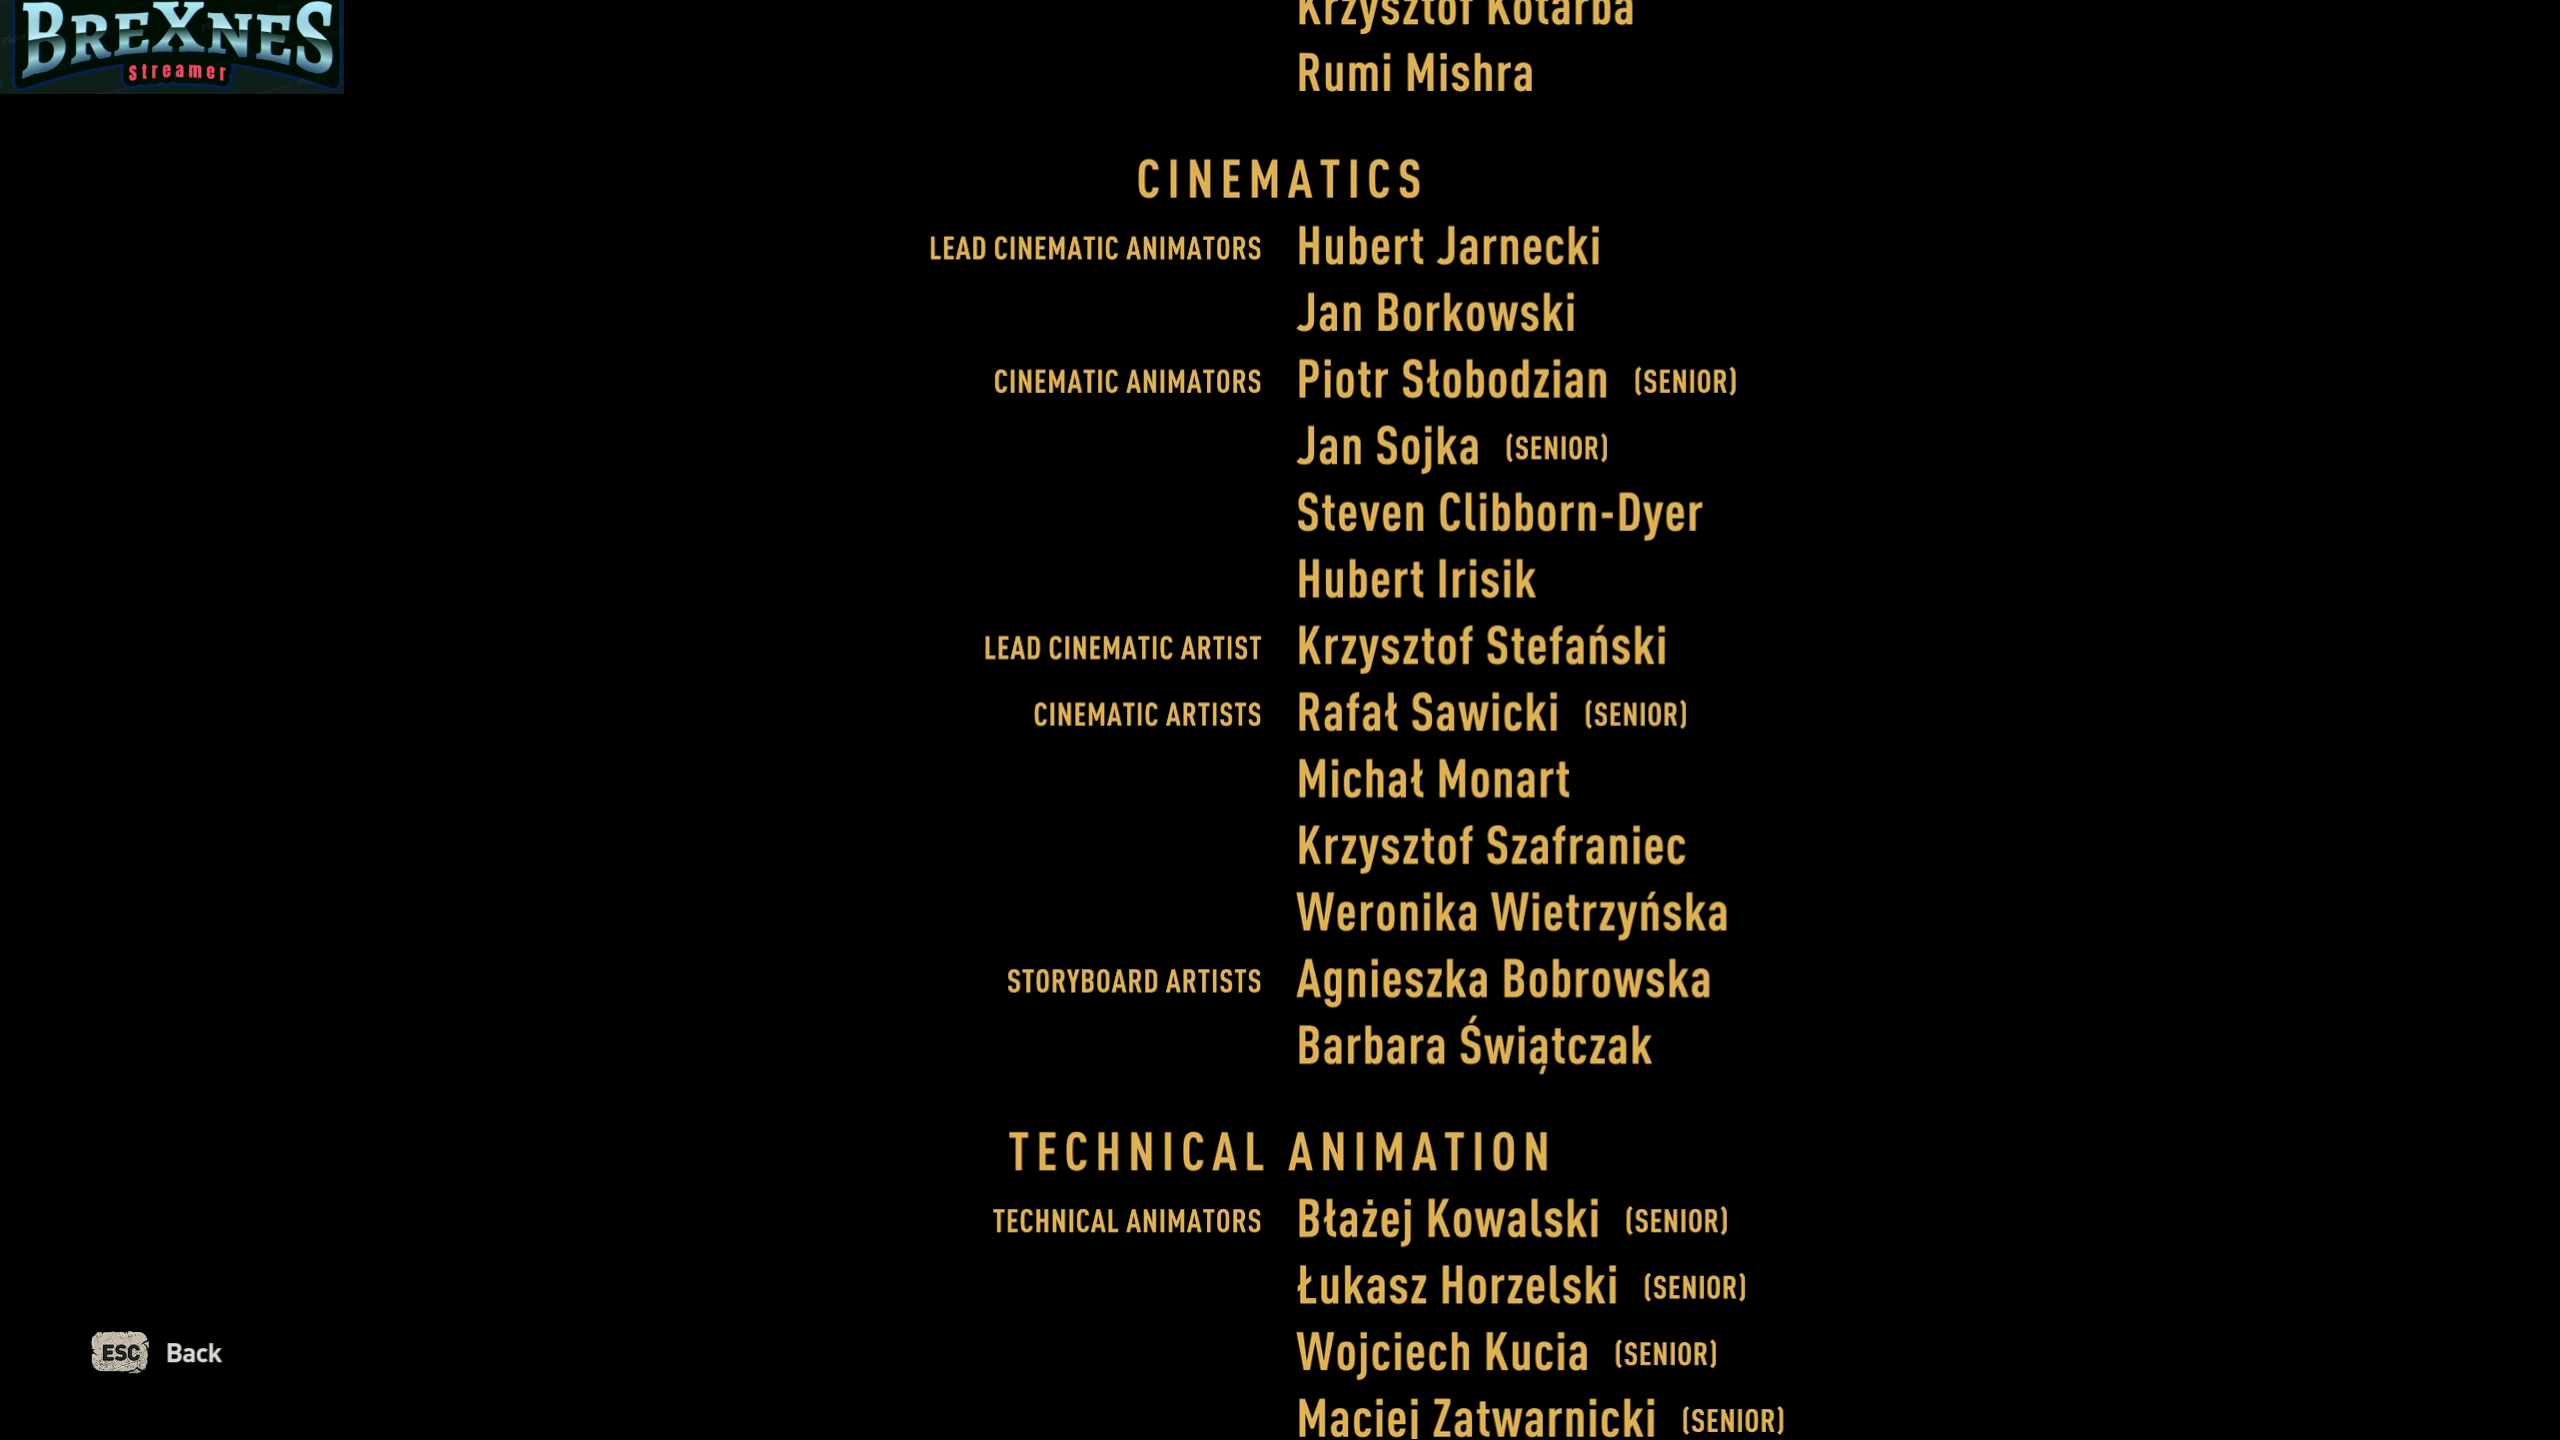 BREXNES
streamer
Krzysztof Kotarba
Rumi Mishra
CINEMATICS
LEAD CINEMATIC ANIMATORS Hubert Jarnecki
Jan Borkowski
CINEMATIC ANIMATORS Piotr Słobodzian (SENIOR)
Jan Sojka (SENIOR)
Steven Clibborn-Dyer
Hubert Irisik
LEAD CINEMATIC ARTIST Krzysztof Stefański
CINEMATIC ARTISTS Rafał Sawicki (SENIOR)
Michał Monart
Krzysztof Szafraniec
Weronika Wietrzyńska
STORYBOARD ARTISTS Agnieszka Bobrowska
Barbara Świątczak
TECHNICAL ANIMATION
TECHNICAL ANIMATORS Błażej Kowalski (SENIOR)
Łukasz Horzelski (SENIOR)
Wojciech Kucia (SENIOR)
ESC Back
Maciej Zatwarnicki (SENIOR)